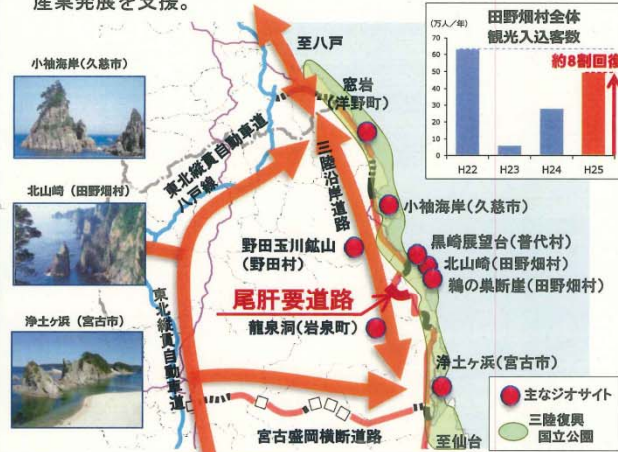 産業発展を支援。
小袖海岸(久慈市)
北山崎(田野畑村)
浄土ヶ浜(宮古市)
至八戸
窓岩
(洋野町)
東北縦貫自動車道
八戸線
三陸沿岸道路
小袖海岸(久慈市)
野田玉川鉱山
(野田村)
黒崎展望台(普代村)
北山崎(田野畑村)
鵜の巣断崖(田野畑村)
尾肝要道路
龍泉洞(岩泉町)
東北縦貫自動車道
浄土ヶ浜(宮古市)
宮古盛岡横断道路
至仙台
主なジオサイト
三陸復興
国立公園
田野畑村全体
観光入込客数
(万人/年)
約8割回復
70
60
50
40
30
20
10
0
H22 H23 H24 H25